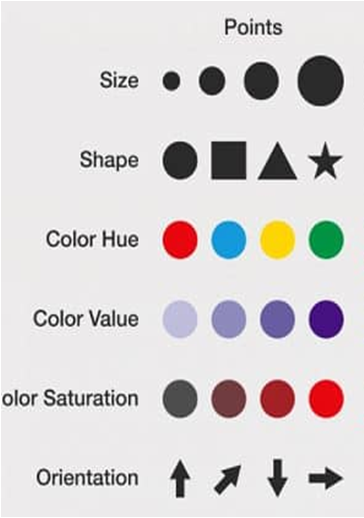 Points
Size
Shape
Color Hue
Color Value
olor Saturation
Orientation